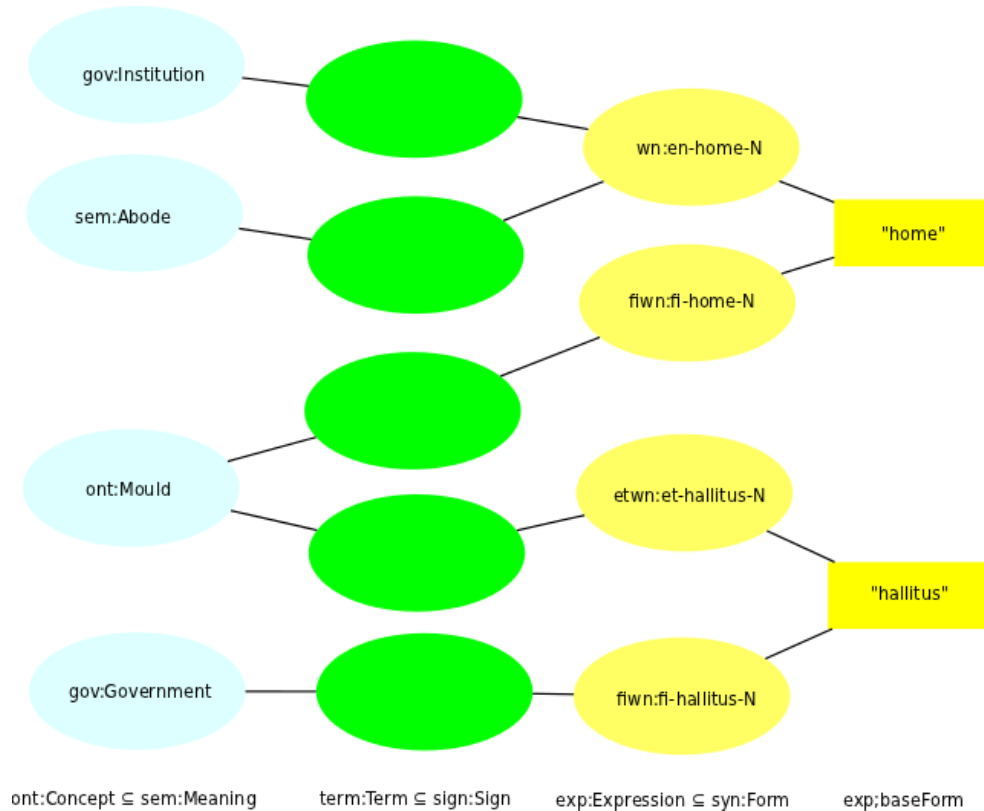 gov:Institution
wn:en-home-N
sem:Abode
"home"
fiwn:fi-home-N
ont:Mould
etwn:et-hallitus-N
"hallitus"
gov:Government
fiwn:fi-hallitus-N
ont:Concept ⊆ sem:Meaning
term:Term ⊆ sign:Sign
exp:Expression ⊆ syn:Form
exp;baseForm